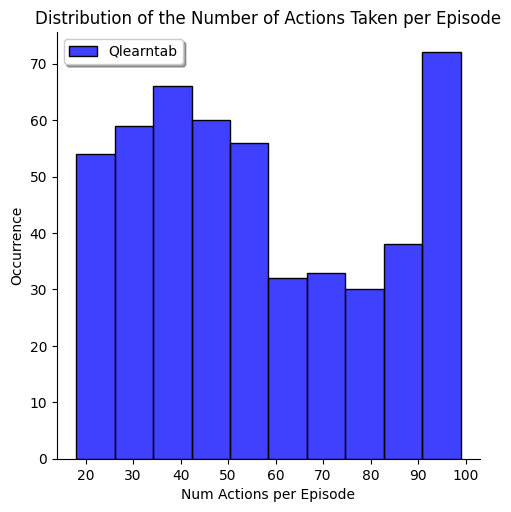 Distribution of the Number of Actions Taken per Episode
Qlearntab
70
60
50
40
30
20
10
0
Occurrence
20 30 40 50 60 70 80 90 100
Num Actions per Episode